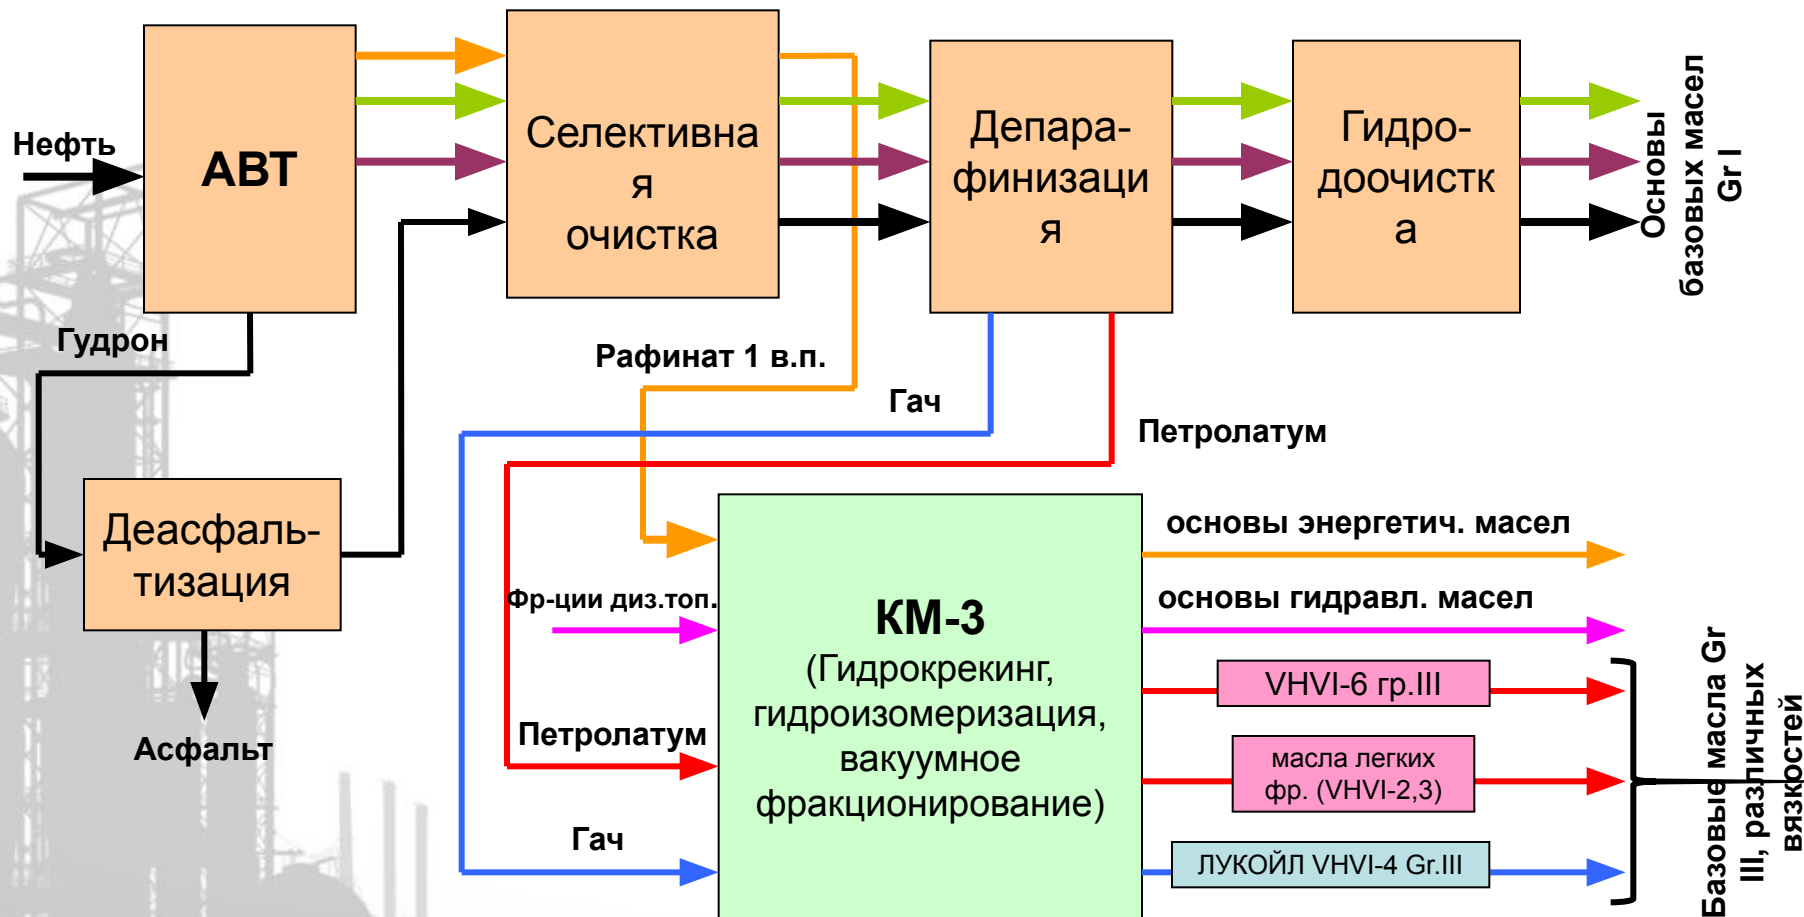 Нефть
АВТ
Селективна
я
очистка
Депара-
финизаци
я
Гидро-
доочистк
а
Основы
базовых масел
Gr I
Гудрон
Рафинат 1 в.п.
Гач
Петролатум
Деасфаль-
тизация
Асфальт
Фр-ции диз.топ.
Петролатум
Гач
КМ-3
(Гидрокрекинг,
гидроизомеризация,
вакуумное
фракционирование)
основы энергетич. масел
основы гидравл. масел
VHVI-6 гр.III
масла легких
фр. (VHVI-2,3)
ЛУКОЙЛ VHVI-4 Gr.III
Базовые масла Gr
III, различных
вязкостей